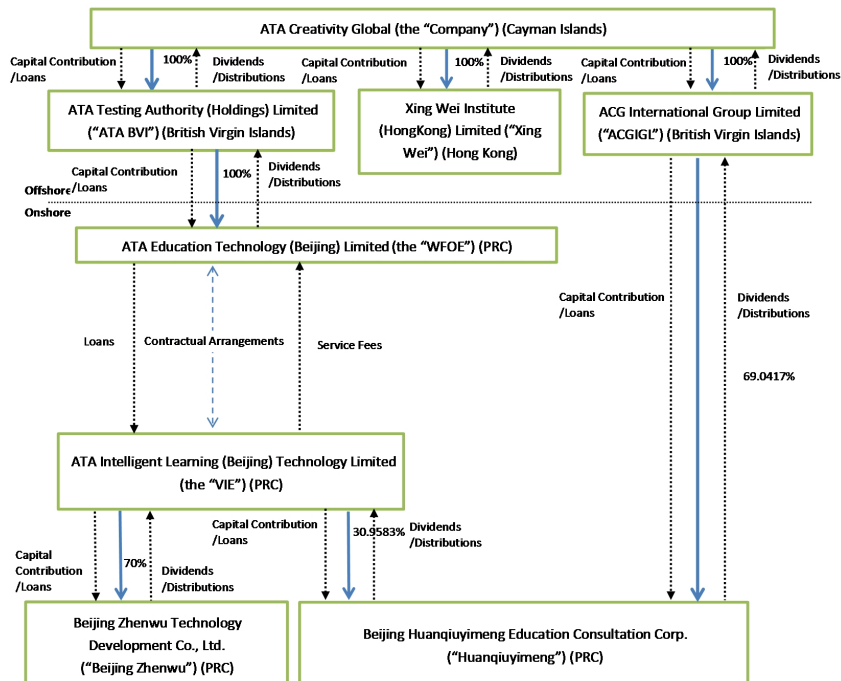 ATA Creativity Global (the “Company”) (Cayman Islands)
Capital Contribution
/Loans
100%
Dividends
/Distributions
Capital Contribution
/Loans
100%
Dividends
/Distributions
Capital Contribution
/Loans
100%
Dividends
/Distributions
ATA Testing Authority (Holdings) Limited
(“ATA BVI”) (British Virgin Islands)
Xing Wei Institute
(HongKong) Limited (“Xing
Wei”) (Hong Kong)
ACG International Group Limited
(“ACGIGL”) (British Virgin Islands)
Capital Contribution
/Loans
100%
Dividends
/Distributions
Offshore
Onshore
ATA Education Technology (Beijing) Limited (the “WFOE”) (PRC)
Loans
Contractual Arrangements
Service Fees
Capital Contribution
/Loans
Dividends
/Distributions
69.0417%
ATA Intelligent Learning (Beijing) Technology Limited
(the “VIE”) (PRC)
Capital
Contribution
/Loans
70%
Dividends
/Distributions
Capital Contribution
/Loans
30.9583%
Dividends
/Distributions
Beijing Zhenwu Technology
Development Co., Ltd.
(“Beijing Zhenwu”) (PRC)
Beijing Huanqiuyimeng Education Consultation Corp.
(“Huanqiuyimeng”) (PRC)